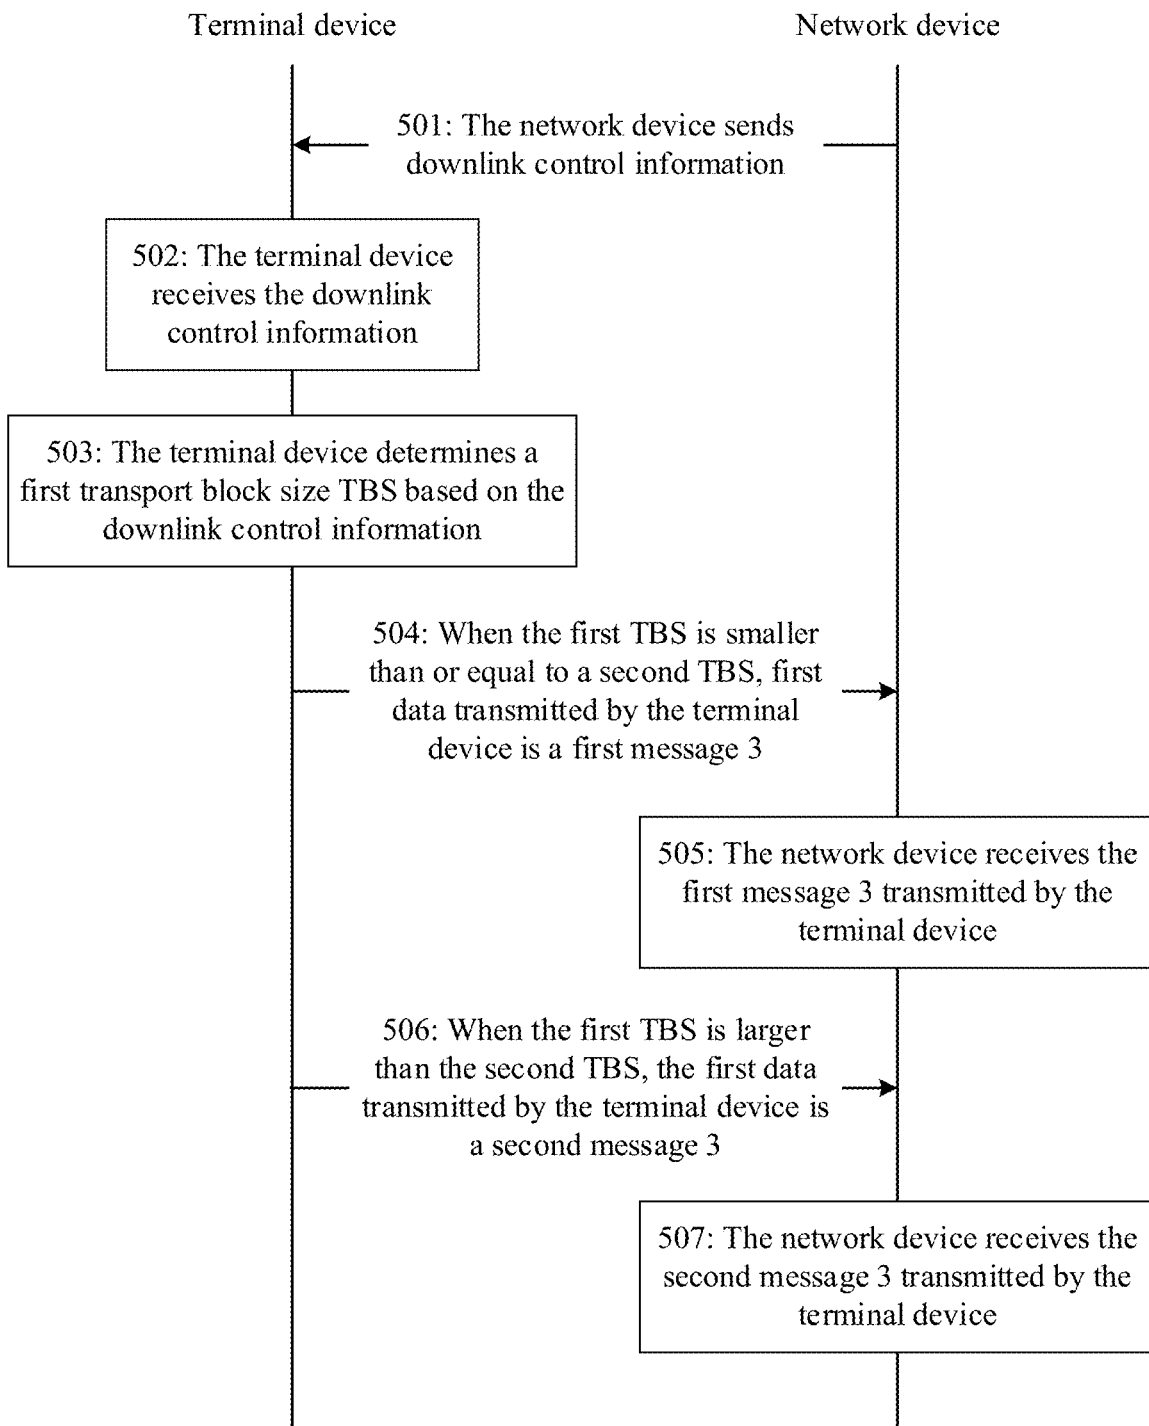 Terminal device
Network device
501: The network device sends
downlink control information
502: The terminal device
receives the downlink
control information
503: The terminal device determines a
first transport block size TBS based on the
downlink control information
504: When the first TBS is smaller
than or equal to a second TBS, first
data transmitted by the terminal
device is a first message 3
505: The network device receives the
first message 3 transmitted by the
terminal device
506: When the first TBS is larger
than the second TBS, the first data
transmitted by the terminal device is
a second message 3
507: The network device receives the
second message 3 transmitted by the
terminal device